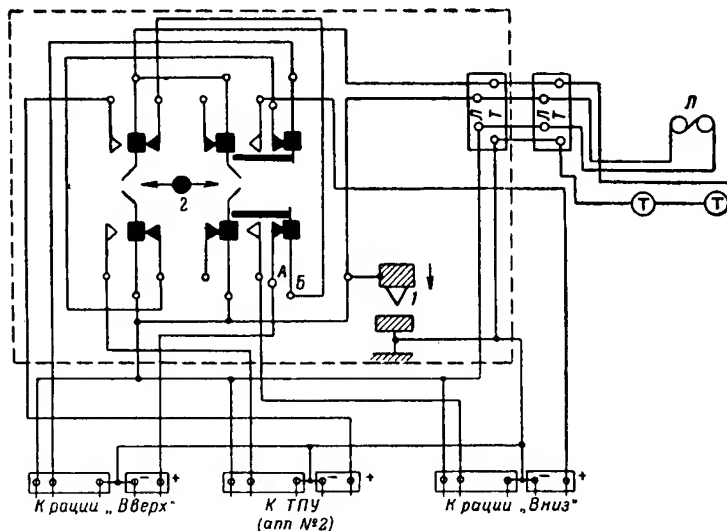 Л Т
Л Т
Л
Т Т
2
А
Б
1
- + - + - +
К рации „Вверх“
К ТПУ
(апп №2)
К рации „Вниз“